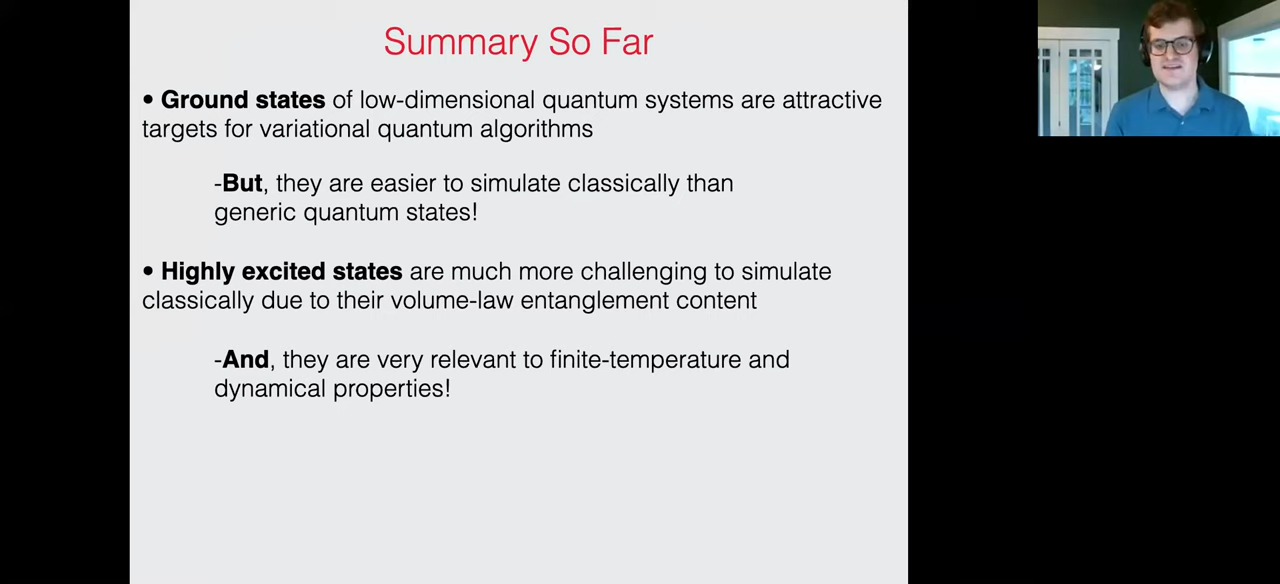 Summary So Far
• Ground states of low-dimensional quantum systems are attractive
targets for variational quantum algorithms
-But, they are easier to simulate classically than
generic quantum states!
• Highly excited states are much more challenging to simulate
classically due to their volume-law entanglement content
-And, they are very relevant to finite-temperature and
dynamical properties!